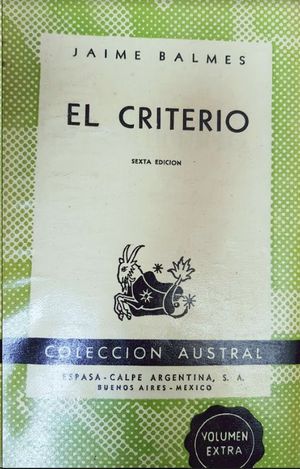 JAIME BALMES
EL CRITERIO
SEXTA EDICION
COLECCION AUSTRAL
ESPASA-CALPE ARGENTINA, S. A.
BUENOS AIRES-MEXICO
VOLUMEN
EXTRA